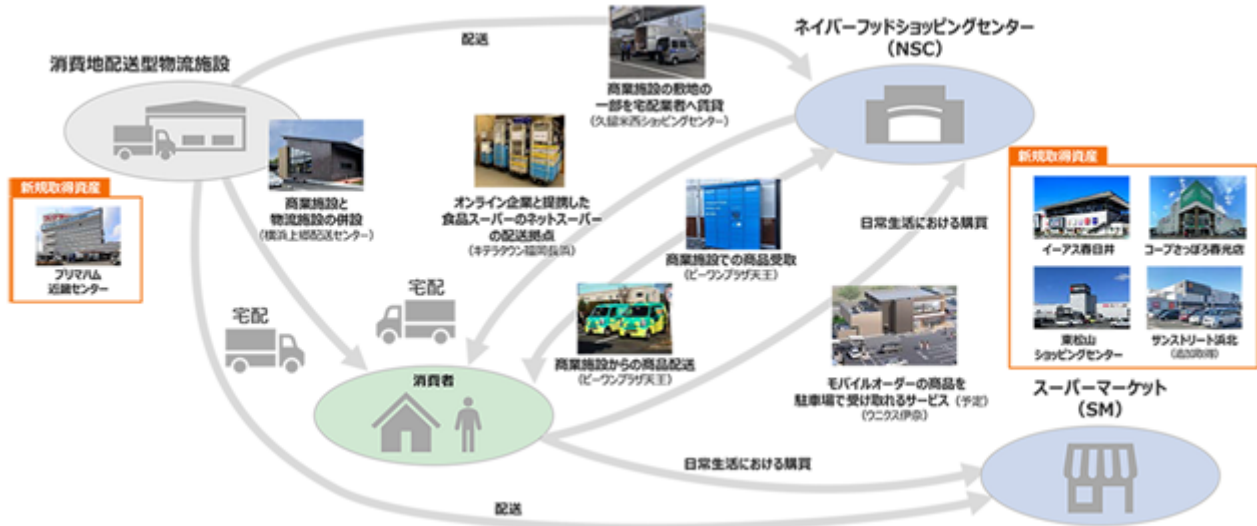 配送
ネイバーフッドショッピングセンター
（NSC）
消費地配送型物流施設
商業施設の敷地の
一部を宅配業者へ賃貸
（久留米西ショッピングセンター）
新規取得資産
プリマハム
近畿センター
商業施設と
物流施設の併設
（横浜上郷配送センター）
オンライン企業と提携した
食品スーパーのネットスーパー
の配送拠点
（キテラタウン福岡長浜）
商業施設での商品受取
（ビーワンプラザ天王）
日常生活における購買
新規取得資産
イーアス春日井
コープさっぽろ春光店
東松山
ショッピングセンター
サンストリート浜北
（追加取得）
宅配
宅配
商業施設からの商品配送
（ビーワンプラザ天王）
モバイルオーダーの商品を
駐車場で受け取れるサービス（予定）
（ウニクス伊奈）
消費者
スーパーマーケット
（SM）
日常生活における購買
配送